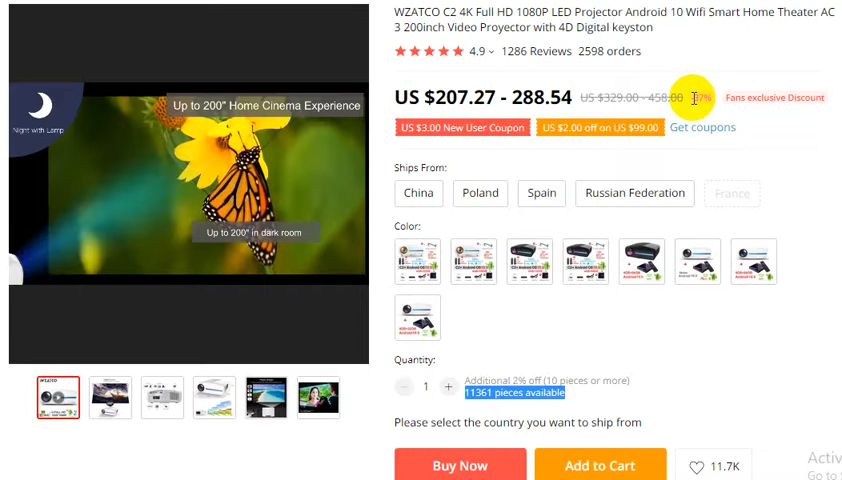 WZATCO C2 4K Full HD 1080P LED Projector Android 10 Wifi Smart Home Theater AC
3 200inch Video Proyector with 4D Digital keyston
4.9
1286 Reviews
2598 orders
US $207.27 - 288.54
US $329.00 - 458.00
Fans exclusive Discount
US $3.00 New User Coupon
US $2.00 off on US $99.00
Get coupons
Up to 200" Home Cinema Experience
Night with Lamp
Up to 200" in dark room
Ships From:
China
Poland
Spain
Russian Federation
France
Color:
Quantity:
1
Additional 2% off (10 pieces or more)
11361 pieces available
Please select the country you want to ship from
Buy Now
Add to Cart
11.7K
Activ
Go to S